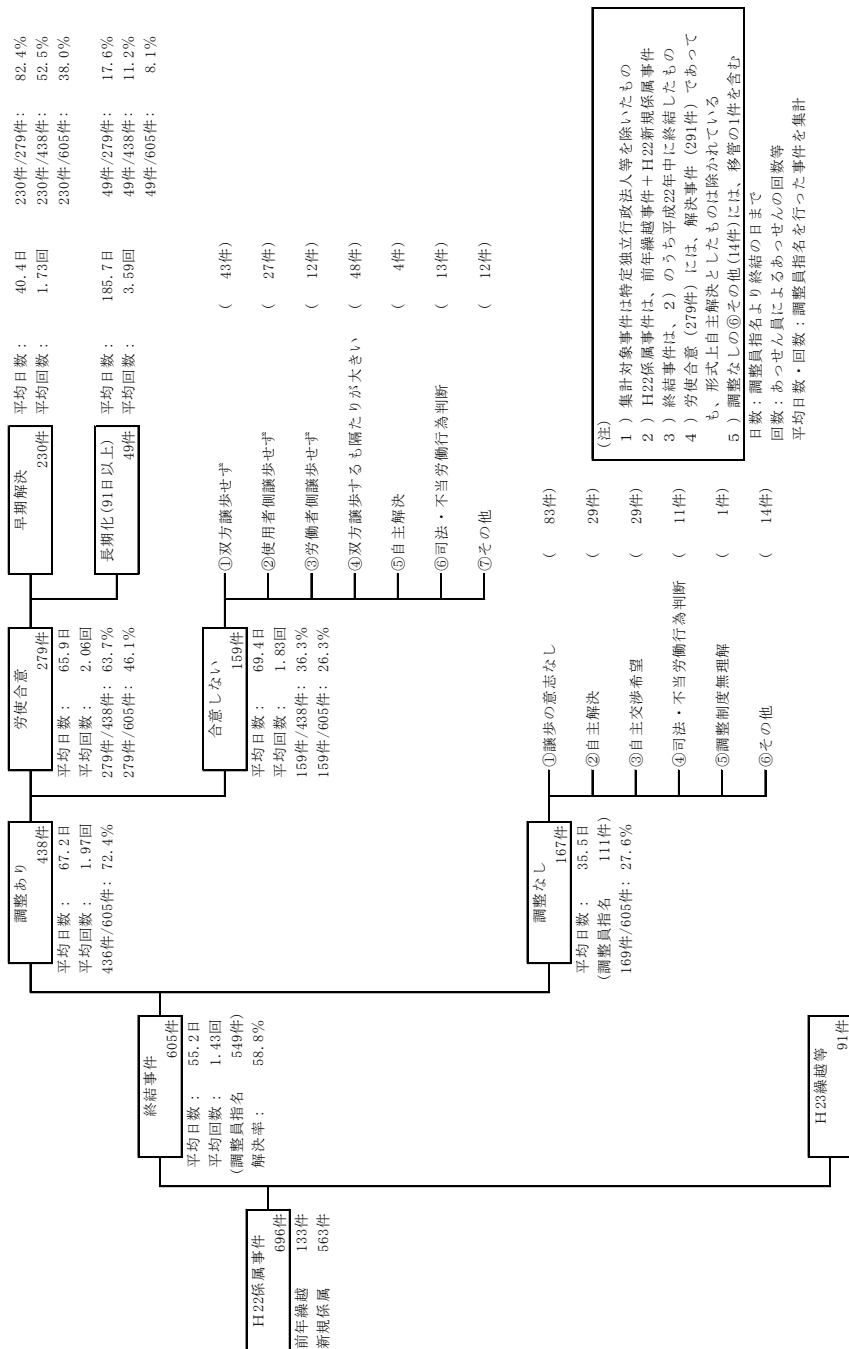 H22係属事件
696件
前年繰越 133件
新規係属 563件
終結事件
605件
平均日数： 55.2日
平均回数： 1.43回
(調整員指名 549件)
解決率： 58.8%
H23繰越等
91件
調整あり
438件
平均日数： 67.2日
平均回数： 1.97回
436件/605件： 72.4%
調整なし
167件
平均日数： 35.5日
(調整員指名 111件)
169件/605件： 27.6%
労使合意
279件
平均日数： 65.9日
平均回数： 2.06回
279件/438件： 63.7%
279件/605件： 46.1%
合意しない
159件
平均日数： 69.4日
平均回数： 1.83回
159件/438件： 36.3%
159件/605件： 26.3%
早期解決
230件
平均日数： 40.4日 230件/279件： 82.4%
平均回数： 1.73回 230件/438件： 52.5%
230件/605件： 38.0%
長期化(91日以上)
49件
平均日数： 185.7日 49件/279件： 17.6%
平均回数： 3.59回 49件/438件： 11.2%
49件/605件： 8.1%
①双方譲歩せず ( 43件)
②使用者側譲歩せず ( 27件)
③労働者側譲歩せず ( 12件)
④双方譲歩するも隔たりが大きい ( 48件)
⑤自主解決 ( 4件)
⑥司法・不当労働行為判断 ( 13件)
⑦その他 ( 12件)
①譲歩の意志なし ( 83件)
②自主解決 ( 29件)
③自主交渉希望 ( 29件)
④司法・不当労働行為判断 ( 11件)
⑤調整制度無理解 ( 1件)
⑥その他 ( 14件)
(注)
1 ) 集計対象事件は特定独立行政法人等を除いたもの
2 ) H22係属事件は、前年繰越事件＋H22新規係属事件
3 ) 終結事件は、2）のうち平成22年中に終結したもの
4 ) 労使合意（279件）には、解決事件（291件）であって
も、形式上自主解決としたものは除かれている
5 ) 調整なしの⑥その他(14件)には、移管の1件を含む
日数：調整員指名より終結の日まで
回数：あっせん員によるあっせんの回数等
平均日数・回数：調整員指名を行った事件を集計